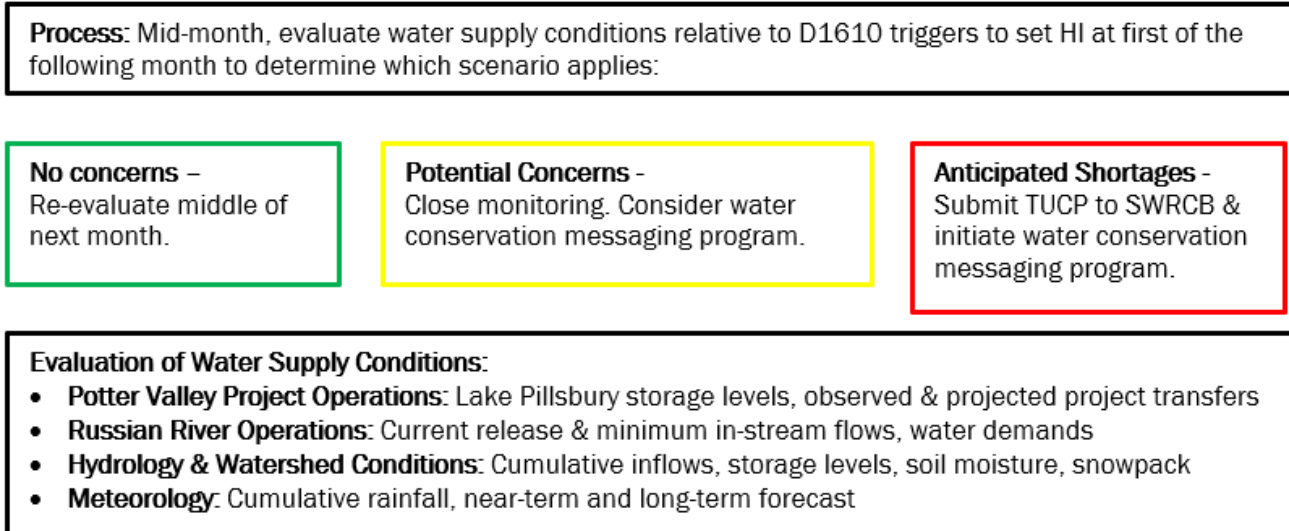 Process: Mid-month, evaluate water supply conditions relative to D1610 triggers to set HI at first of the
following month to determine which scenario applies:
No concerns –
Re-evaluate middle of
next month.
Potential Concerns -
Close monitoring. Consider water
conservation messaging program.
Anticipated Shortages -
Submit TUCP to SWRCB &
initiate water conservation
messaging program.
Evaluation of Water Supply Conditions:
• Potter Valley Project Operations: Lake Pillsbury storage levels, observed & projected project transfers
• Russian River Operations: Current release & minimum in-stream flows, water demands
• Hydrology & Watershed Conditions: Cumulative inflows, storage levels, soil moisture, snowpack
• Meteorology: Cumulative rainfall, near-term and long-term forecast